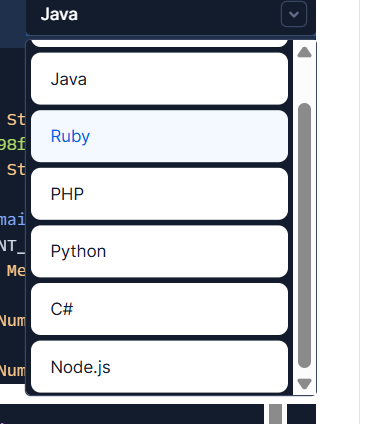 Java
Java
Ruby
St
98f
St
PHP
mai
NT_
Python
Me
C#
Num
Node.js
Num